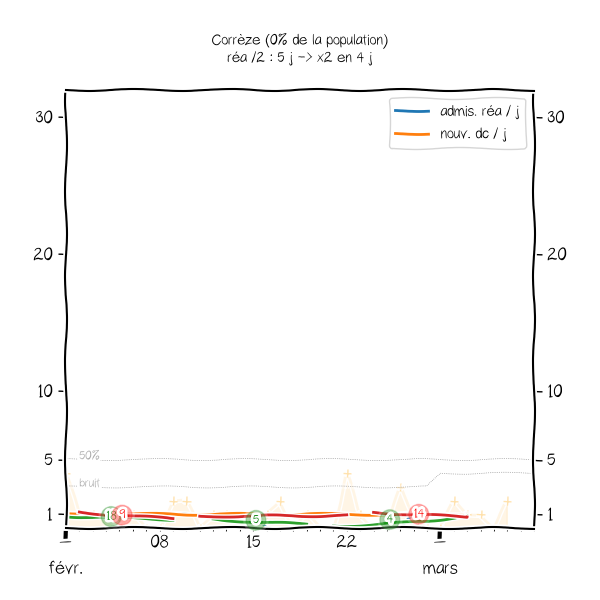 Corrèze (0% de la population)
réa /2 : 5 j -> x2 en 4 j
admis. réa / j
nouv. dc / j
30 30
20 20
10 10
5 5
50%
bruit
1 1
18 9 5 4 14
08 15 22
févr. mars